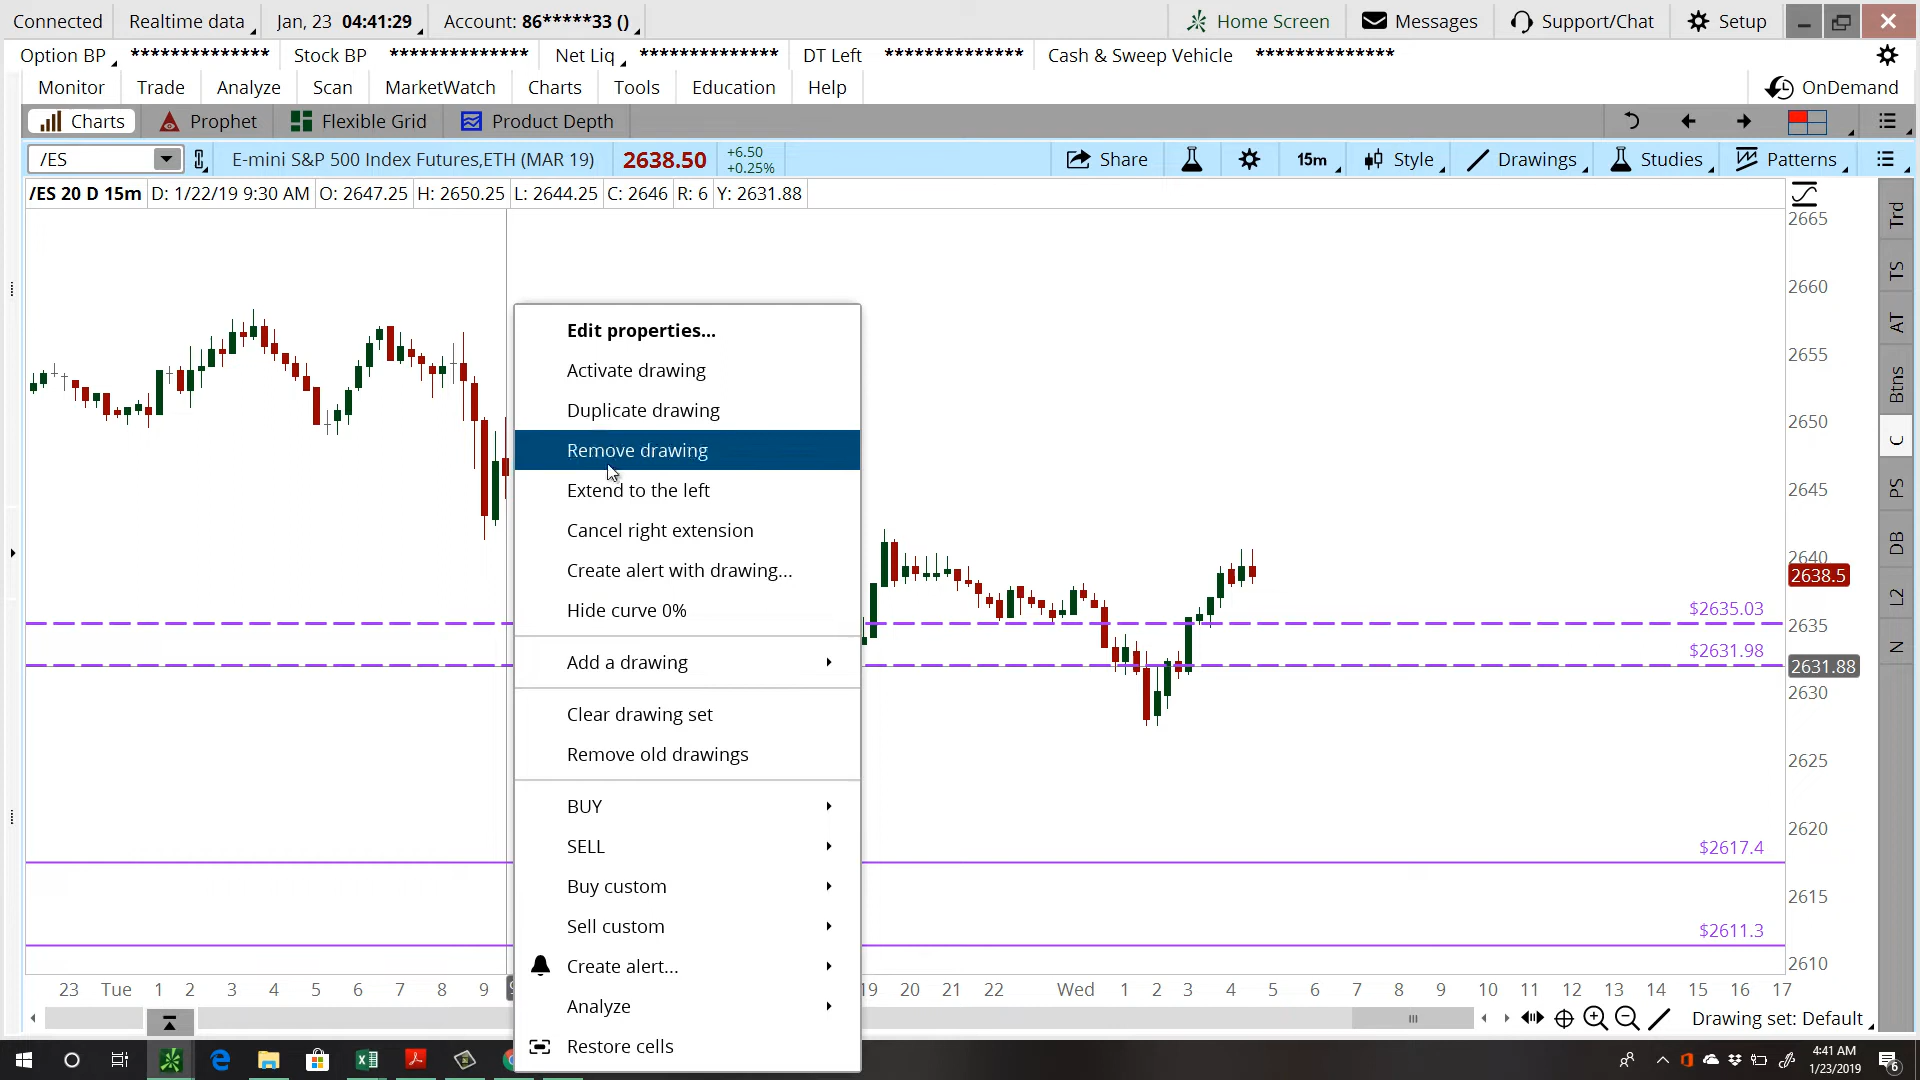 Connected Realtime data Jan, 23 04:41:29 Account: 86*****33 () Home Screen Messages Support/Chat Setup
Option BP ************** Stock BP ************** Net Liq ************** DT Left ************** Cash & Sweep Vehicle **************
Monitor Trade Analyze Scan MarketWatch Charts Tools Education Help OnDemand
Charts Prophet Flexible Grid Product Depth
/ES E-mini S&P 500 Index Futures,ETH (MAR 19) 2638.50 +6.50 Share 15m Style Drawings Studies Patterns
+0.25%
/ES 20 D 15m D: 1/22/19 9:30 AM O: 2647.25 H: 2650.25 L: 2644.25 C: 2646 R: 6 Y: 2631.88
Trd
TS
AT
Btns
C
PS
DB
L2
N
2665
2660
2655
2650
2645
2640
2638.5
2635
2631.88
2630
2625
2620
2615
2610
$2635.03
$2631.98
$2617.4
$2611.3
Edit properties...
Activate drawing
Duplicate drawing
Remove drawing
Extend to the left
Cancel right extension
Create alert with drawing...
Hide curve 0%
Add a drawing
Clear drawing set
Remove old drawings
BUY
SELL
Buy custom
Sell custom
Create alert...
Analyze
Restore cells
23 Tue 1 2 3 4 5 6 7 8 9 19 20 21 22 Wed 1 2 3 4 5 6 7 8 9 10 11 12 13 14 15 16 17
Drawing set: Default
4:41 AM
1/23/2019
6